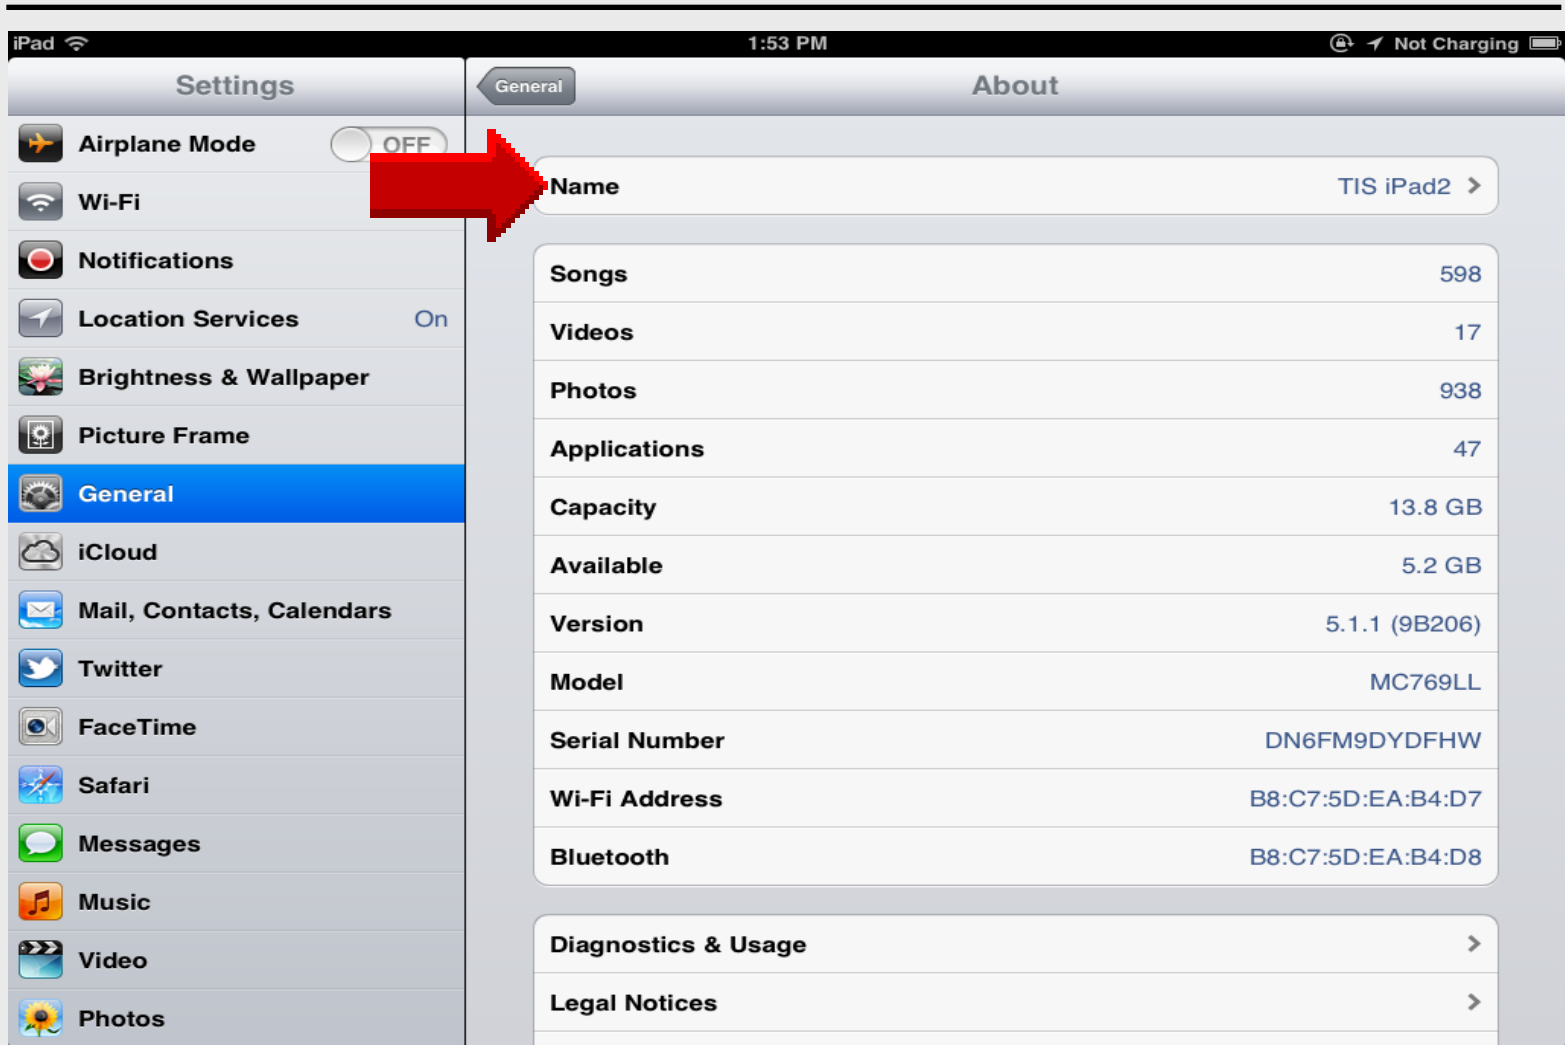 iPad 1:53 PM Not Charging
Settings
General About
Airplane Mode OFF
Wi-Fi
Notifications
Location Services On
Brightness & Wallpaper
Picture Frame
General
iCloud
Mail, Contacts, Calendars
Twitter
FaceTime
Safari
Messages
Music
Video
Photos
Name TIS iPad2
Songs 598
Videos 17
Photos 938
Applications 47
Capacity 13.8 GB
Available 5.2 GB
Version 5.1.1 (9B206)
Model MC769LL
Serial Number DN6FM9DYDFHW
Wi-Fi Address B8:C7:5D:EA:B4:D7
Bluetooth B8:C7:5D:EA:B4:D8
Diagnostics & Usage
Legal Notices